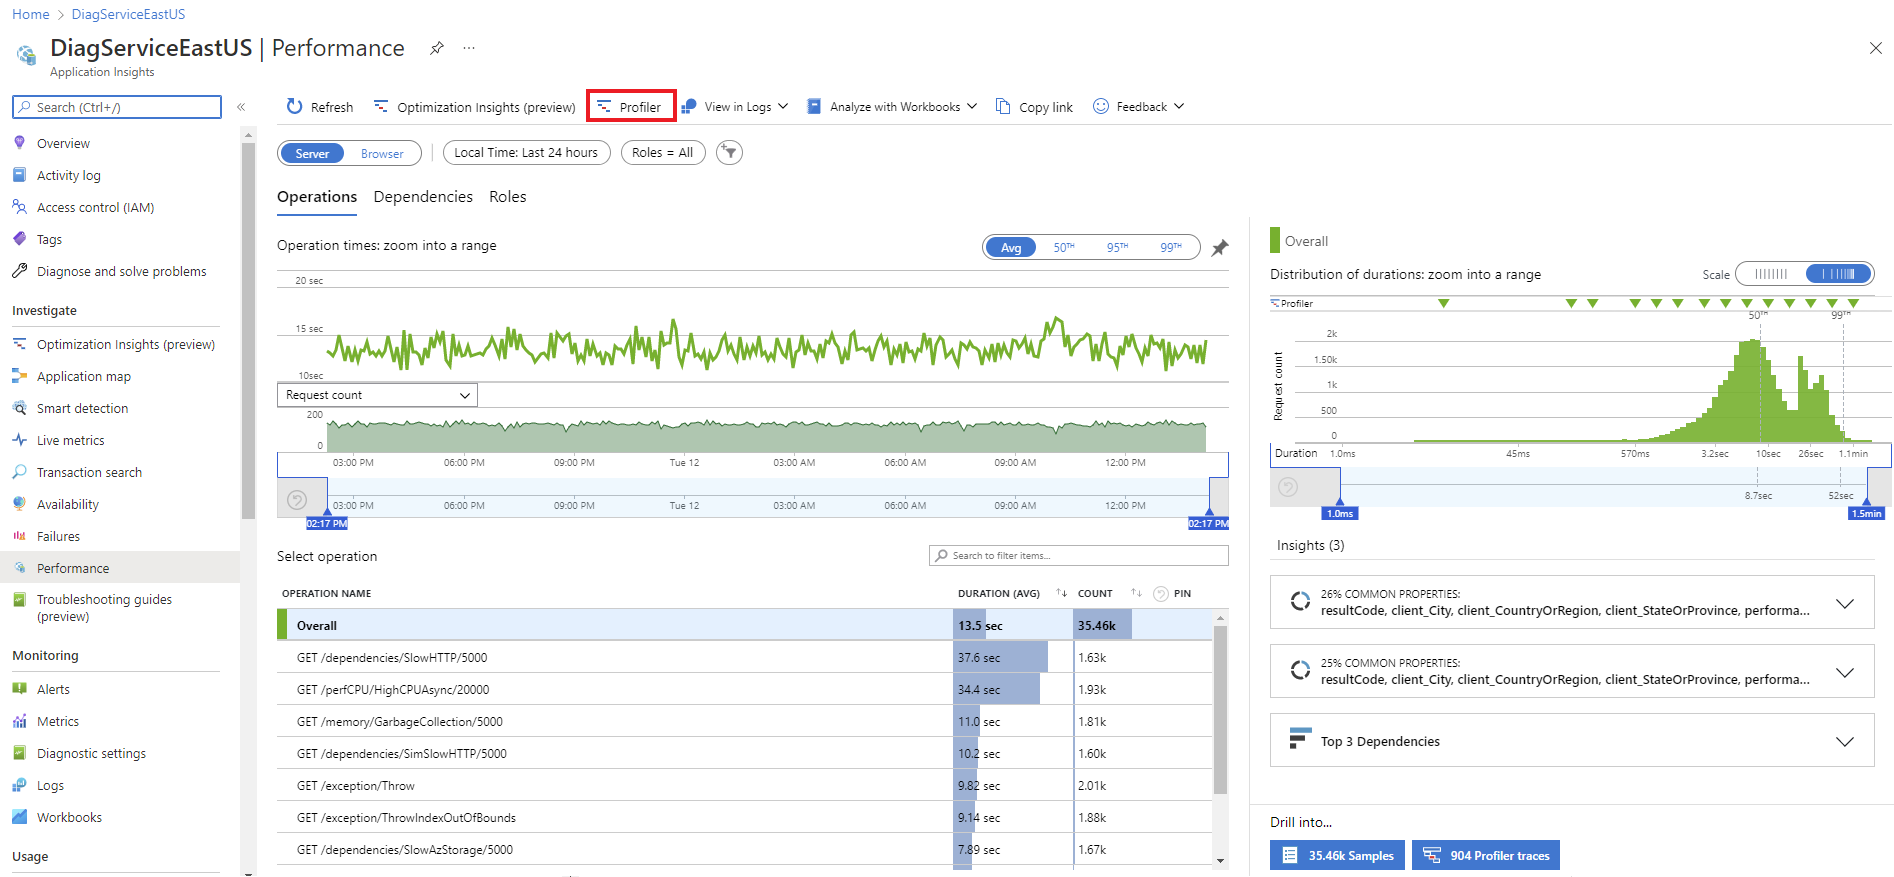 Home > DiagServiceEastUS
DiagServiceEastUS | Performance
Application Insights
Search (Ctrl+/)
Overview
Activity log
Access control (IAM)
Tags
Diagnose and solve problems
Investigate
Optimization Insights (preview)
Application map
Smart detection
Live metrics
Transaction search
Availability
Failures
Performance
Troubleshooting guides
(preview)
Monitoring
Alerts
Metrics
Diagnostic settings
Logs
Workbooks
Usage
Refresh Optimization Insights (preview) Profiler View in Logs Analyze with Workbooks Copy link Feedback
Server Browser Local Time: Last 24 hours Roles = All
Operations Dependencies Roles
Operation times: zoom into a range
Avg 50TH 95TH 99TH
20 sec
15 sec
10sec
Request count
200
0
03:00 PM 06:00 PM 09:00 PM Tue 12 03:00 AM 06:00 AM 09:00 AM 12:00 PM
03:00 PM 06:00 PM 09:00 PM Tue 12 03:00 AM 06:00 AM 09:00 AM 12:00 PM
02:17 PM 02:17 PM
Select operation
Search to filter items...
OPERATION NAME DURATION (AVG) COUNT PIN
Overall 13.5 sec 35.46k
GET /dependencies/SlowHTTP/5000 37.6 sec 1.63k
GET /perfCPU/HighCPUAsync/20000 34.4 sec 1.93k
GET /memory/GarbageCollection/5000 11.0 sec 1.81k
GET /dependencies/SimSlowHTTP/5000 10.2 sec 1.60k
GET /exception/Throw 9.82 sec 2.01k
GET /exception/ThrowIndexOutOfBounds 9.14 sec 1.88k
GET /dependencies/SlowAzStorage/5000 7.89 sec 1.67k
Overall
Distribution of durations: zoom into a range
Scale
Profiler
50TH 99TH
Request count
2k
1.50k
1k
500
0
Duration 1.0ms 45ms 570ms 3.2sec 10sec 26sec 1.1min
8.7sec 52sec
1.0ms 1.5min
Insights (3)
26% COMMON PROPERTIES:
resultCode, client_City, client_CountryOrRegion, client_StateOrProvince, performa...
25% COMMON PROPERTIES:
resultCode, client_City, client_CountryOrRegion, client_StateOrProvince, performa...
Top 3 Dependencies
Drill into...
35.46k Samples 904 Profiler traces